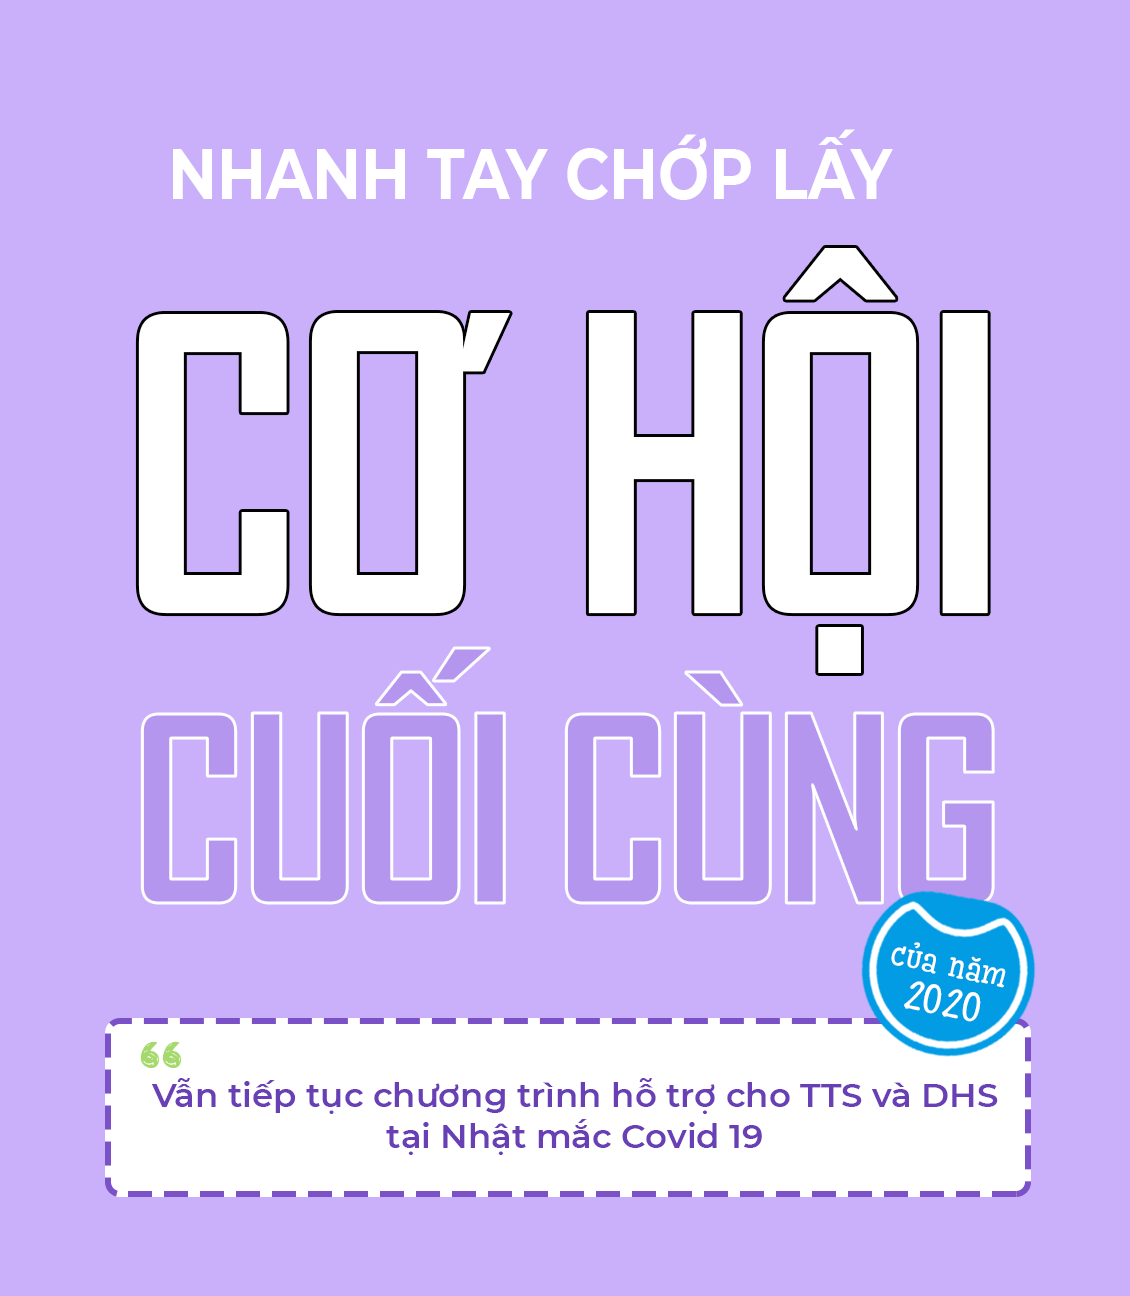 NHANH TAY CHỚP LẤY
CƠ HỘI
CUỐI CÙNG
của năm
2020
Vẫn tiếp tục chương trình hỗ trợ cho TTS và DHS
tại Nhật mắc Covid 19